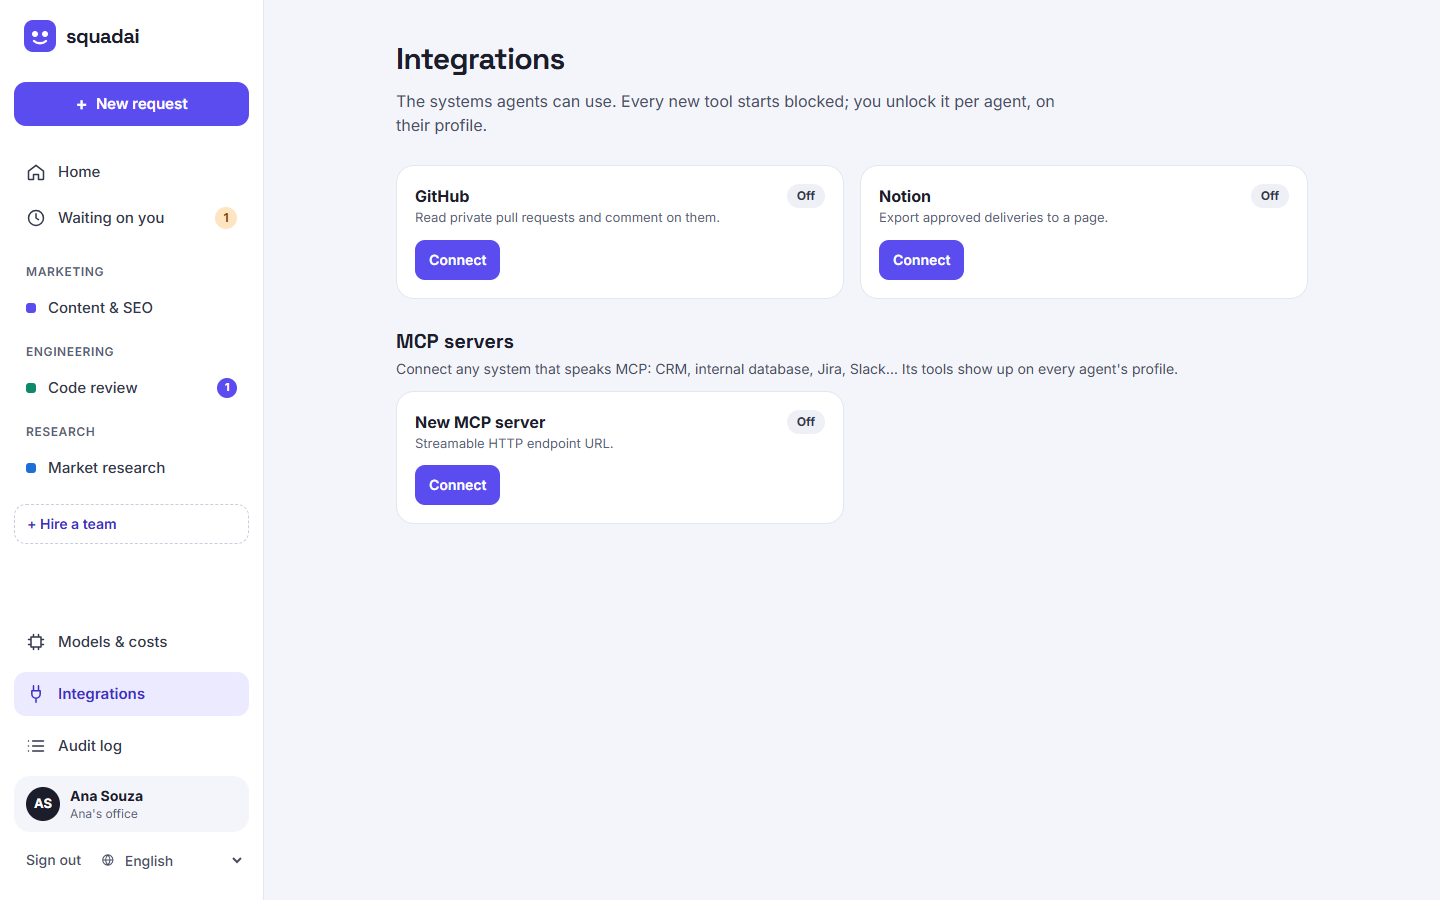 squadai
+ New request
Home
Waiting on you 1
MARKETING
Content & SEO
ENGINEERING
Code review 1
RESEARCH
Market research
+ Hire a team
Models & costs
Integrations
Audit log
AS
Ana Souza
Ana's office
Sign out English
Integrations
The systems agents can use. Every new tool starts blocked; you unlock it per agent, on
their profile.
GitHub Off
Read private pull requests and comment on them.
Connect
Notion Off
Export approved deliveries to a page.
Connect
MCP servers
Connect any system that speaks MCP: CRM, internal database, Jira, Slack... Its tools show up on every agent's profile.
New MCP server Off
Streamable HTTP endpoint URL.
Connect